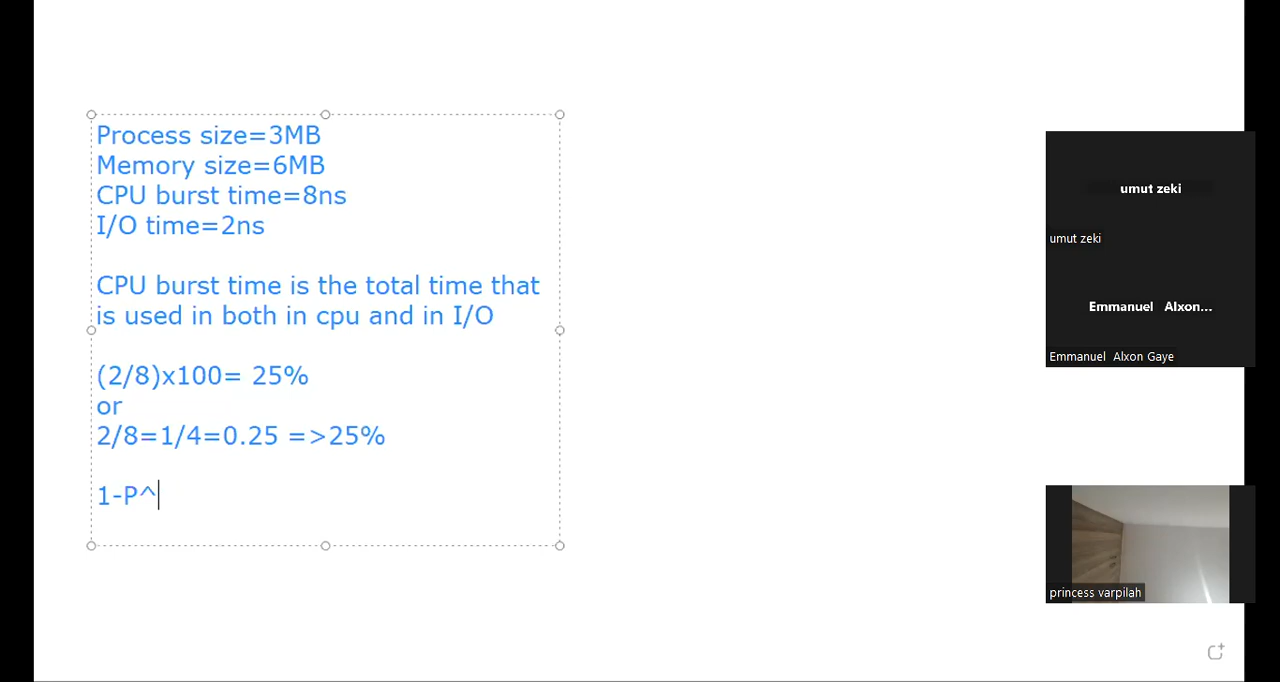 Process size=3MB
Memory size=6MB
CPU burst time=8ns
I/O time=2ns
CPU burst time is the total time that
is used in both in cpu and in I/O
(2/8)x100= 25%
or
2/8=1/4=0.25 =>25%
1-P^
umut zeki
umut zeki
Emmanuel Alxon...
Emmanuel Alxon Gaye
princess varpilah